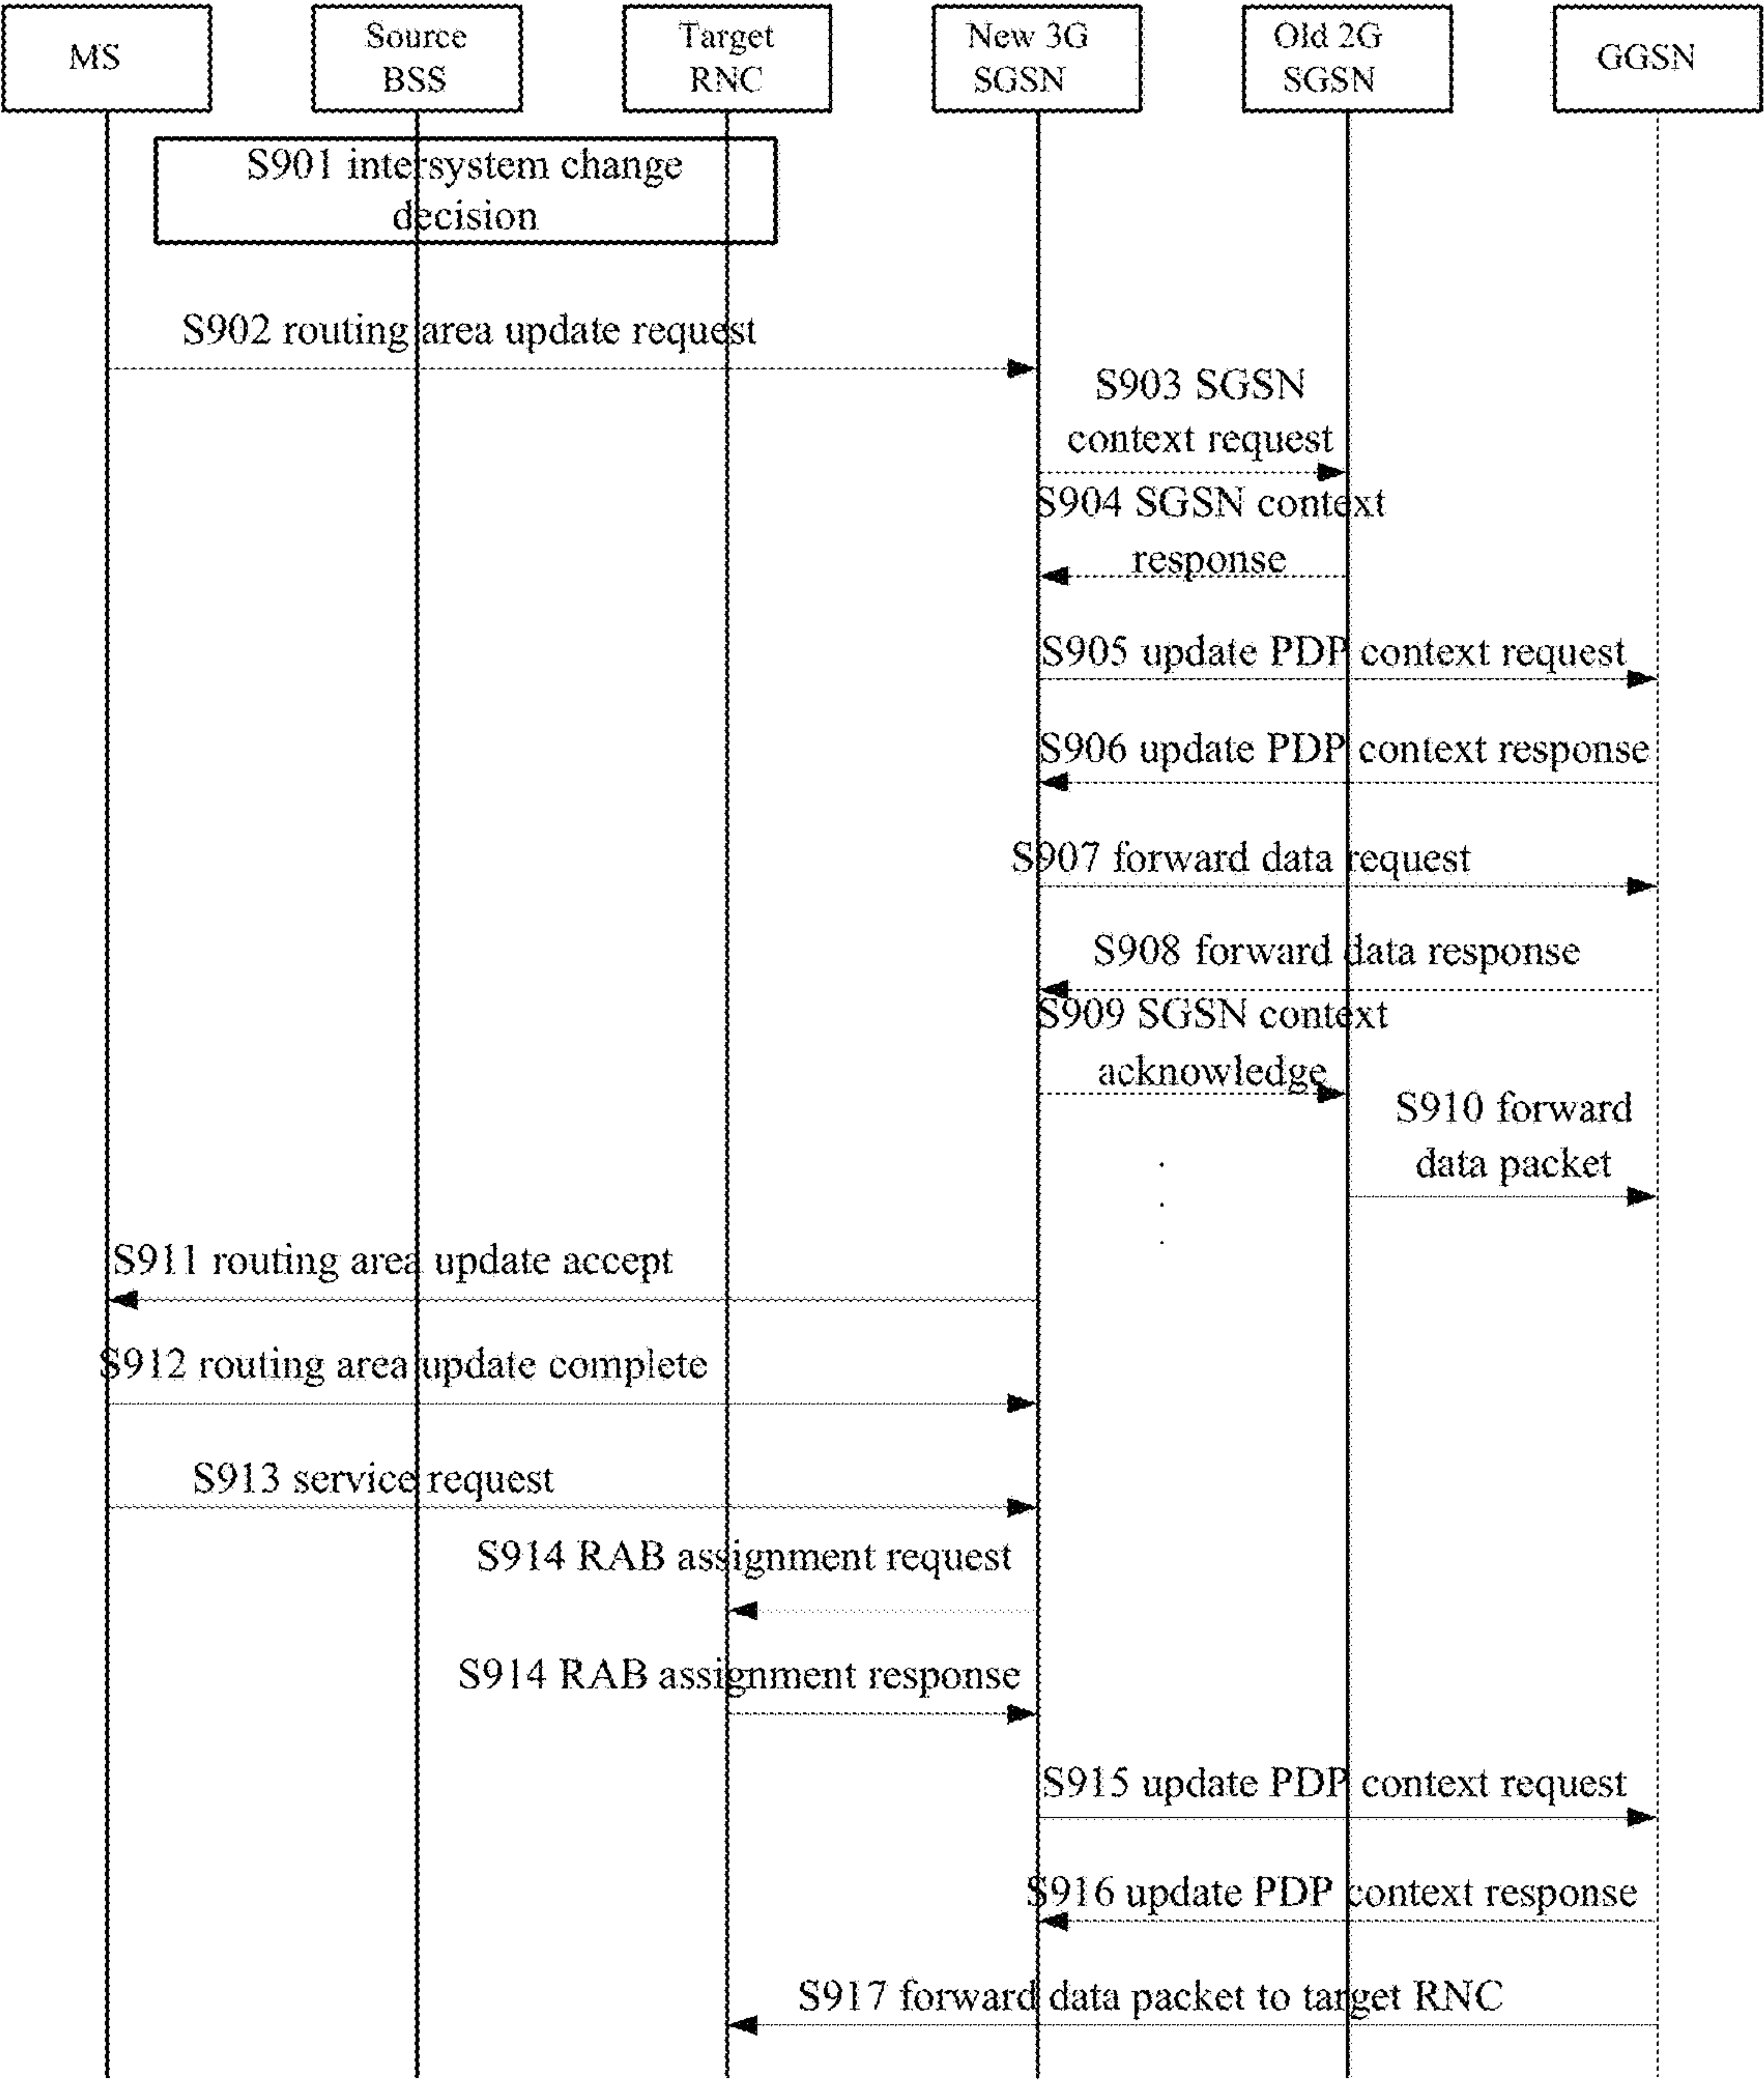 MS
Source
BSS
Target
RNC
New 3G
SGSN
Old 2G
SGSN
GGSN
S901 intersystem change
decision
S902 routing area update request
S903 SGSN
context request
S904 SGSN context
response
S905 update PDP context request
S906 update PDP context response
S907 forward data request
S908 forward data response
S909 SGSN context
acknowledge
S910 forward
data packet
S911 routing area update accept
S912 routing area update complete
S913 service request
S914 RAB assignment request
S914 RAB assignment response
S915 update PDP context request
S916 update PDP context response
S917 forward data packet to target RNC